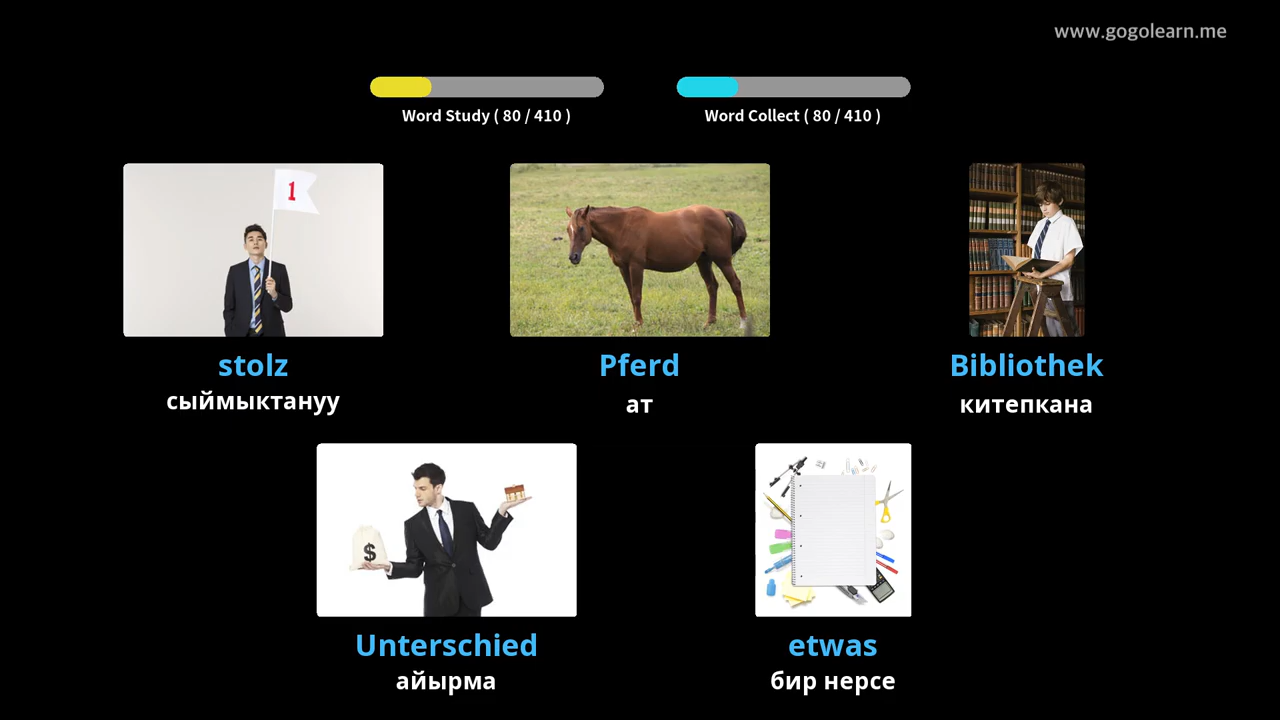 www.gogolearn.me
Word Study ( 80 / 410 )
Word Collect ( 80 / 410 )
1
stolz
сыймыктануу
Pferd
ат
Bibliothek
китепкана
$
Unterschied
айырма
etwas
бир нерсе